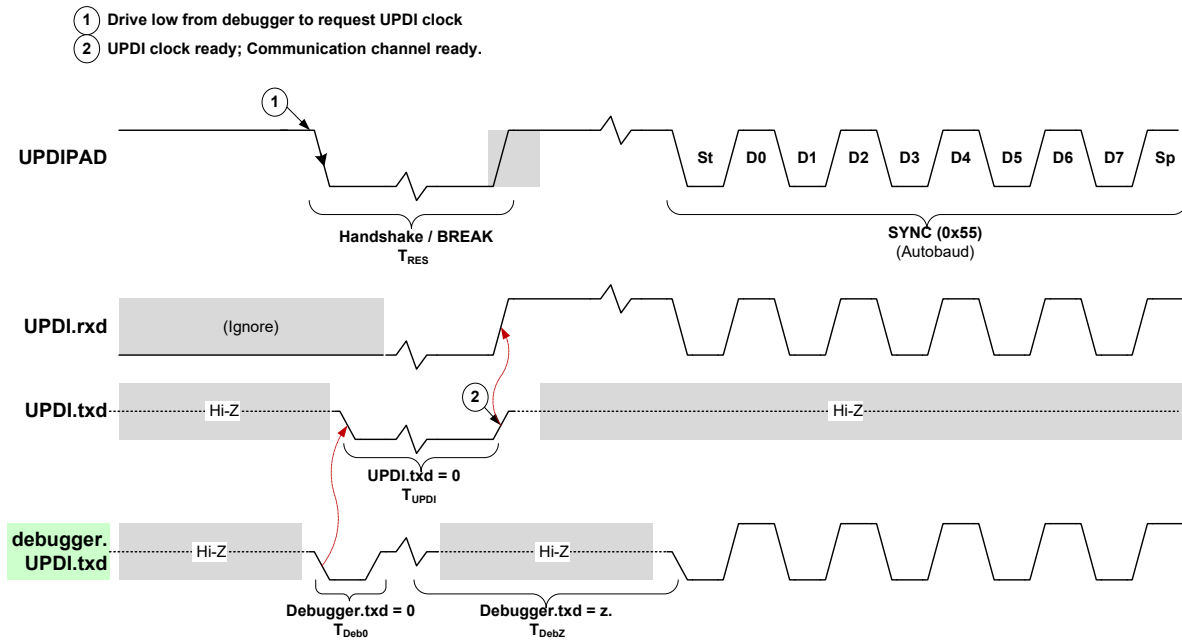 1 Drive low from debugger to request UPDI clock
2 UPDI clock ready; Communication channel ready.
1
UPDIPAD
St D0 D1 D2 D3 D4 D5 D6 D7 Sp
Handshake / BREAK
TRES
SYNC (0x55)
(Autobaud)
UPDI.rxd
(Ignore)
2
UPDI.txd
Hi-Z
Hi-Z
UPDI.txd = 0
TUPDI
debugger.
UPDI.txd
Hi-Z
Hi-Z
Debugger.txd = 0
TDeb0
Debugger.txd = z.
TDebZ